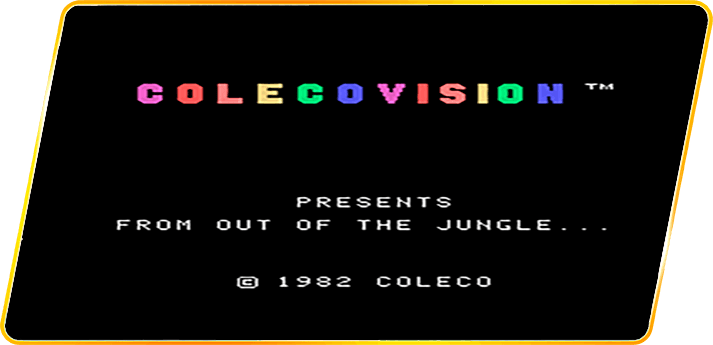 COLECOVISION™
PRESENTS
FROM OUT OF THE JUNGLE...
© 1982 COLECO